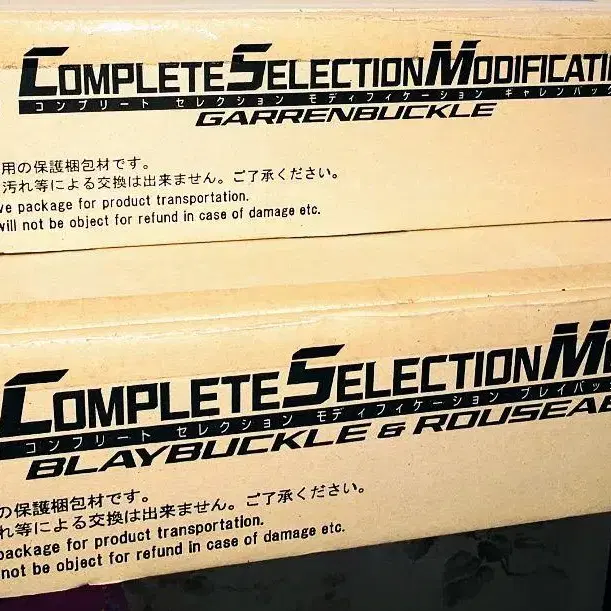 COMPLETE SELECTION MODIFICATI
コンプリート セレクション モディフィケーション ギャレンバック
GARRENBUCKLE
用の保護梱包材です。
汚れ等による交換は出来ません。ご了承ください。
ve package for product transportation.
will not be object for refund in case of damage etc.
COMPLETE SELECTION M
コンプリート セレクション モディフィケーション ブレイバック
BLAYBUCKLE & ROUSEAB
の保護梱包材です。
れ等による交換は出来ません。ご了承ください。
package for product transportation.
not be object for refund in case of damage etc.